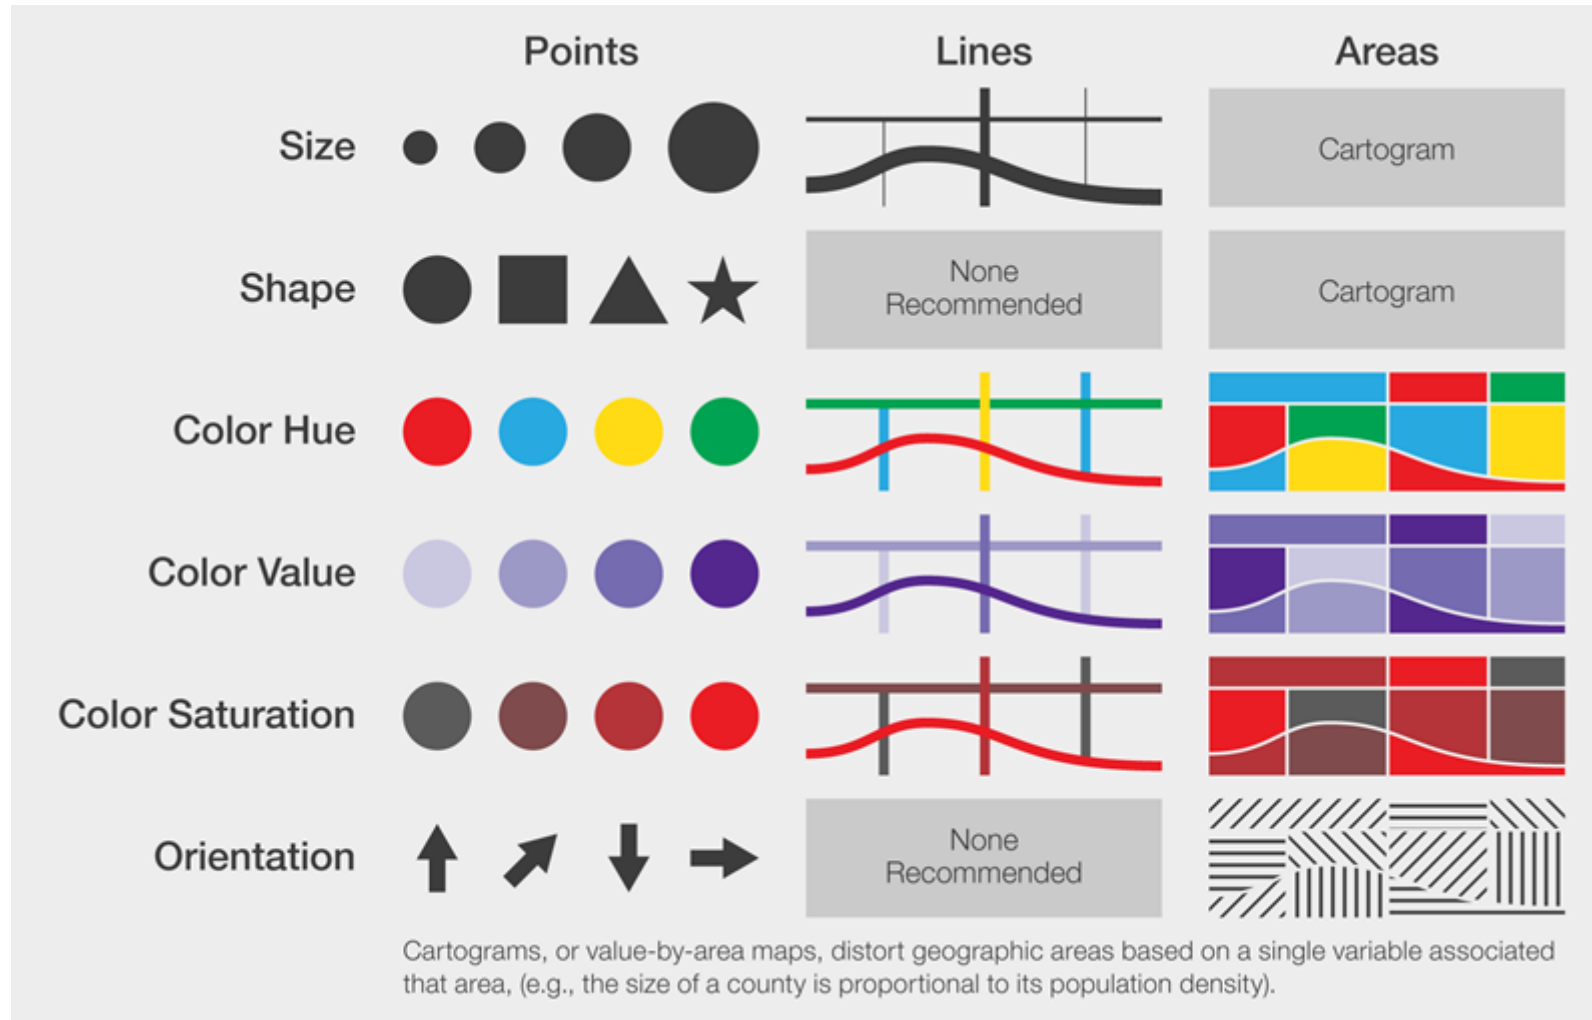 Points
Lines
Areas
Size
Cartogram
Shape
None
Recommended
Cartogram
Color Hue
Color Value
Color Saturation
Orientation
None
Recommended
Cartograms, or value-by-area maps, distort geographic areas based on a single variable associated
that area, (e.g., the size of a county is proportional to its population density).